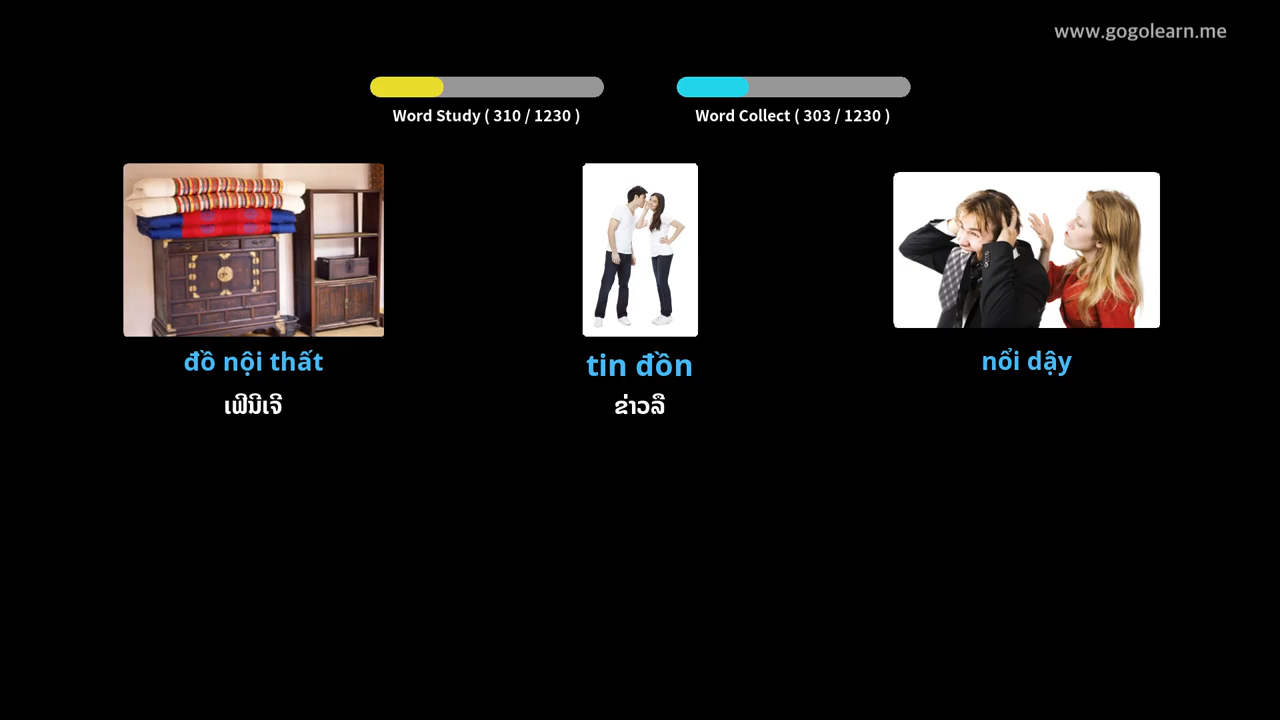 www.gogolearn.me
Word Study ( 310 / 1230 )
Word Collect ( 303 / 1230 )
đồ nội thất
tin đồn
nổi dậy
ເຟີນີເຈີ
ຂ່າວລື